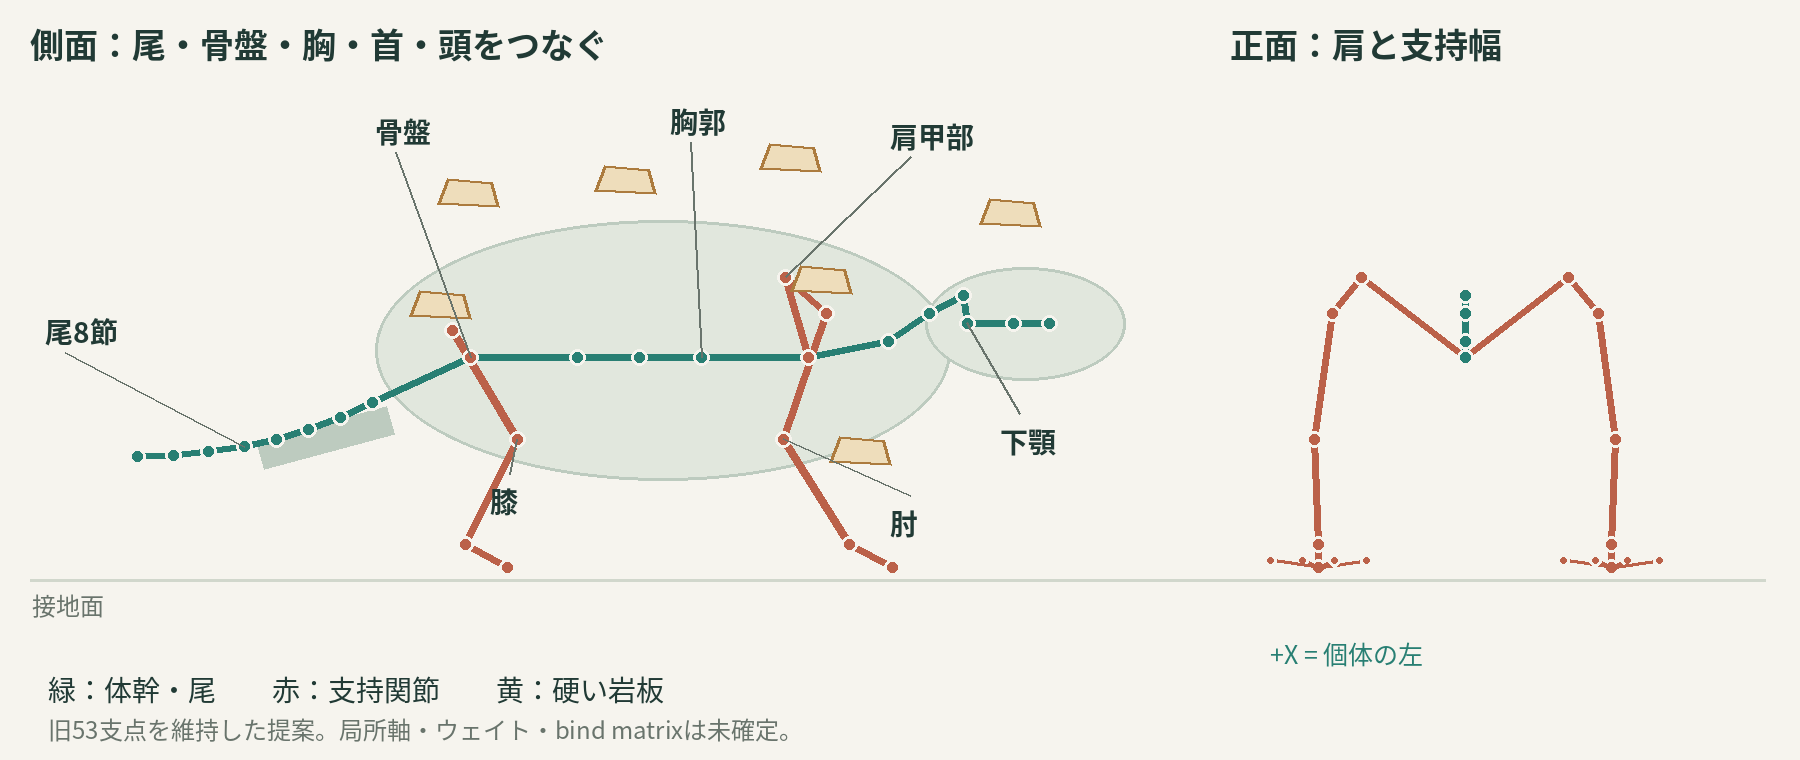 側面：尾・骨盤・胸・首・頭をつなぐ
正面：肩と支持幅
骨盤
胸郭
肩甲部
尾8節
下顎
膝
肘
接地面
+X = 個体の左
緑：体幹・尾　　赤：支持関節　　黄：硬い岩板
旧53支点を維持した提案。局所軸・ウェイト・bind matrixは未確定。